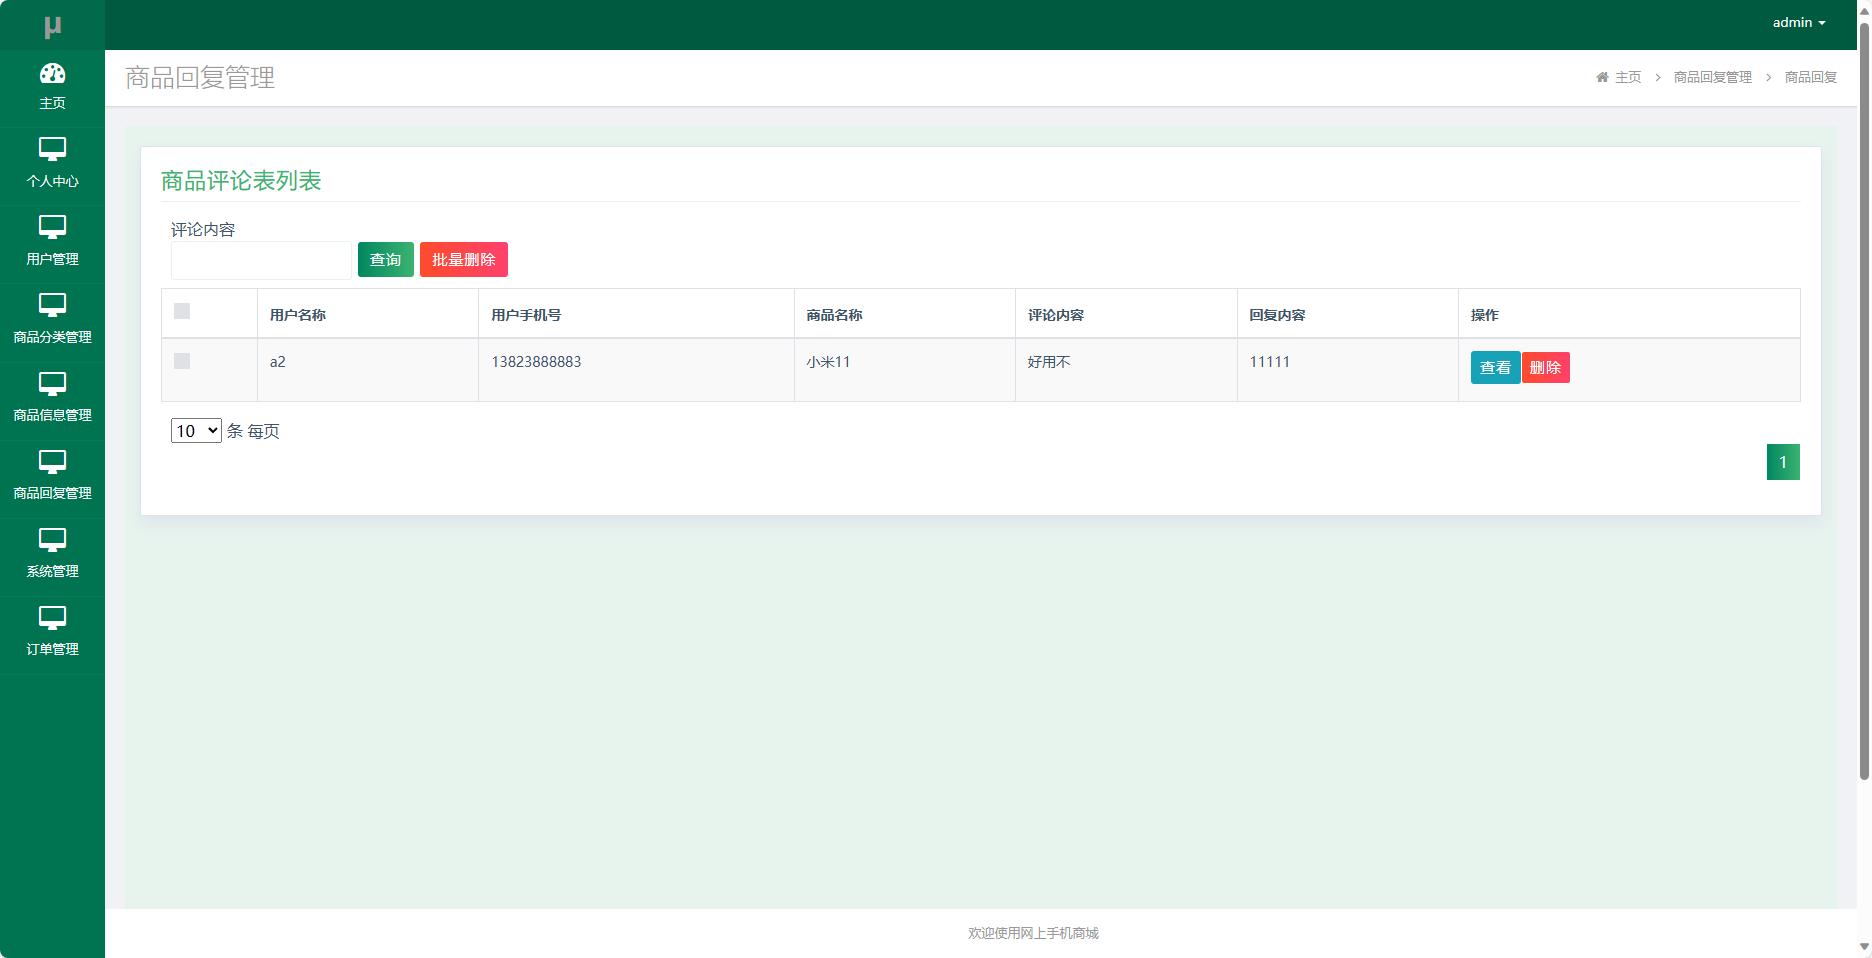 µ
admin
主页
个人中心
用户管理
商品分类管理
商品信息管理
商品回复管理
系统管理
订单管理
商品回复管理
主页 > 商品回复管理 > 商品回复
商品评论表列表
评论内容
查询 批量删除
用户名称 用户手机号 商品名称 评论内容 回复内容 操作
a2 13823888883 小米11 好用不 11111 查看 删除
10 条 每页
1
欢迎使用网上手机商城